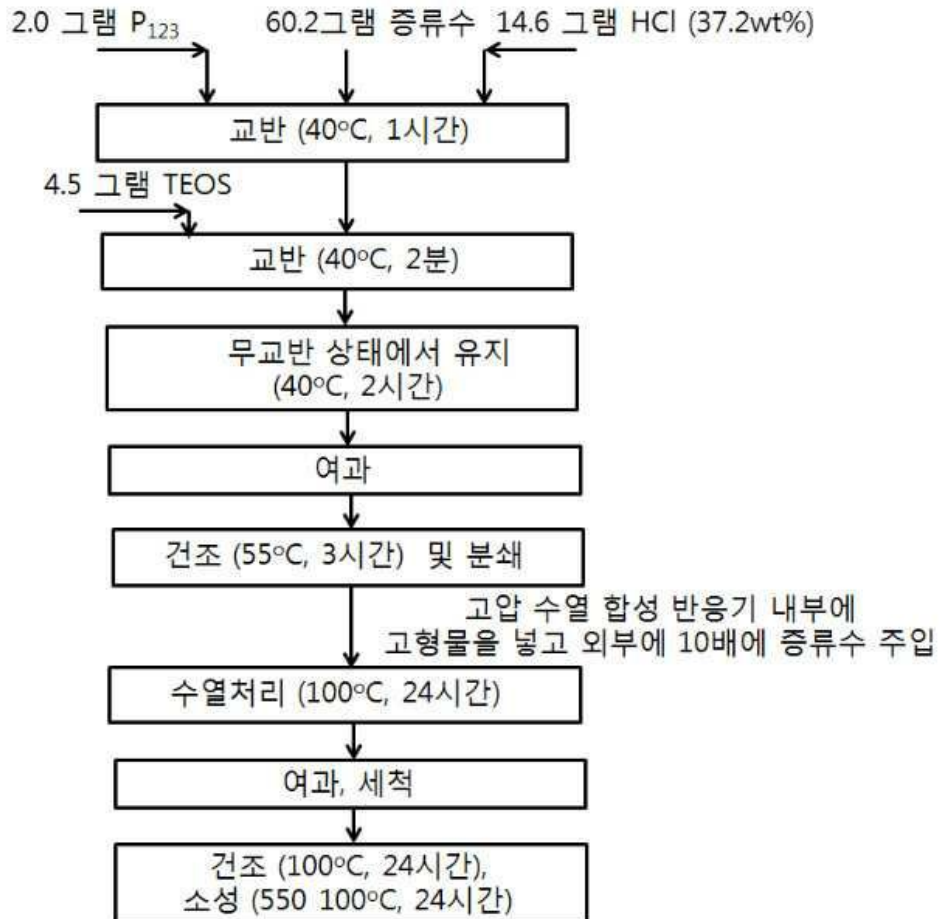 2.0 그램 P₁₂₃ 60.2그램 증류수 14.6 그램 HCl (37.2wt%)
교반 (40°C, 1시간)
4.5 그램 TEOS
교반 (40°C, 2분)
무교반 상태에서 유지
(40°C, 2시간)
여과
건조 (55°C, 3시간) 및 분쇄
고압 수열 합성 반응기 내부에
고형물을 넣고 외부에 10배에 증류수 주입
수열처리 (100°C, 24시간)
여과, 세척
건조 (100°C, 24시간),
소성 (550 100°C, 24시간)